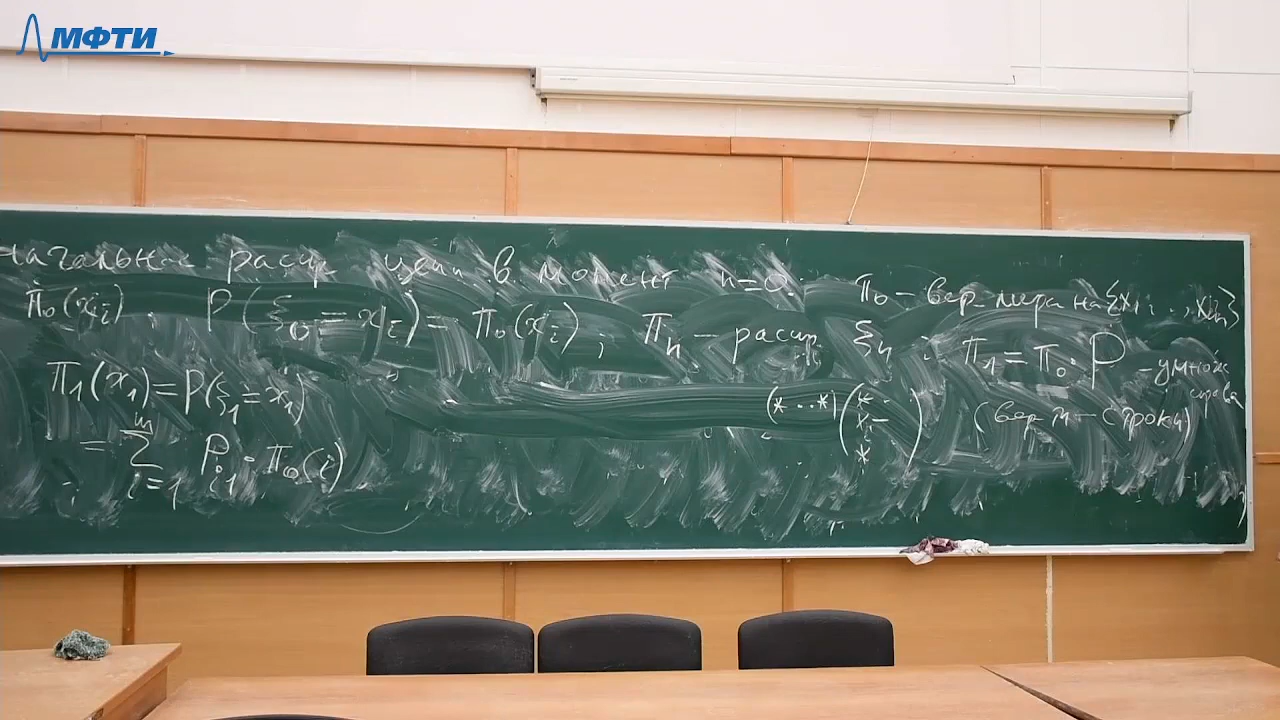 МФТИ
Начальное распр цепи в момент n=0. π₀ – вер. мера на {x₁, ..., xₘ}
π₀(xᵢ) P(ξ₀ = xᵢ) = π₀(xᵢ), πₙ – распр ξₙ, π₁ = π₀ · P – умнож
π₁(x₁) = P(ξ₁ = x₁) (* ... *) (вер π – строки) справа
= ∑ᵢ₌₁ᵐ Pᵢ₁ · π₀(i)